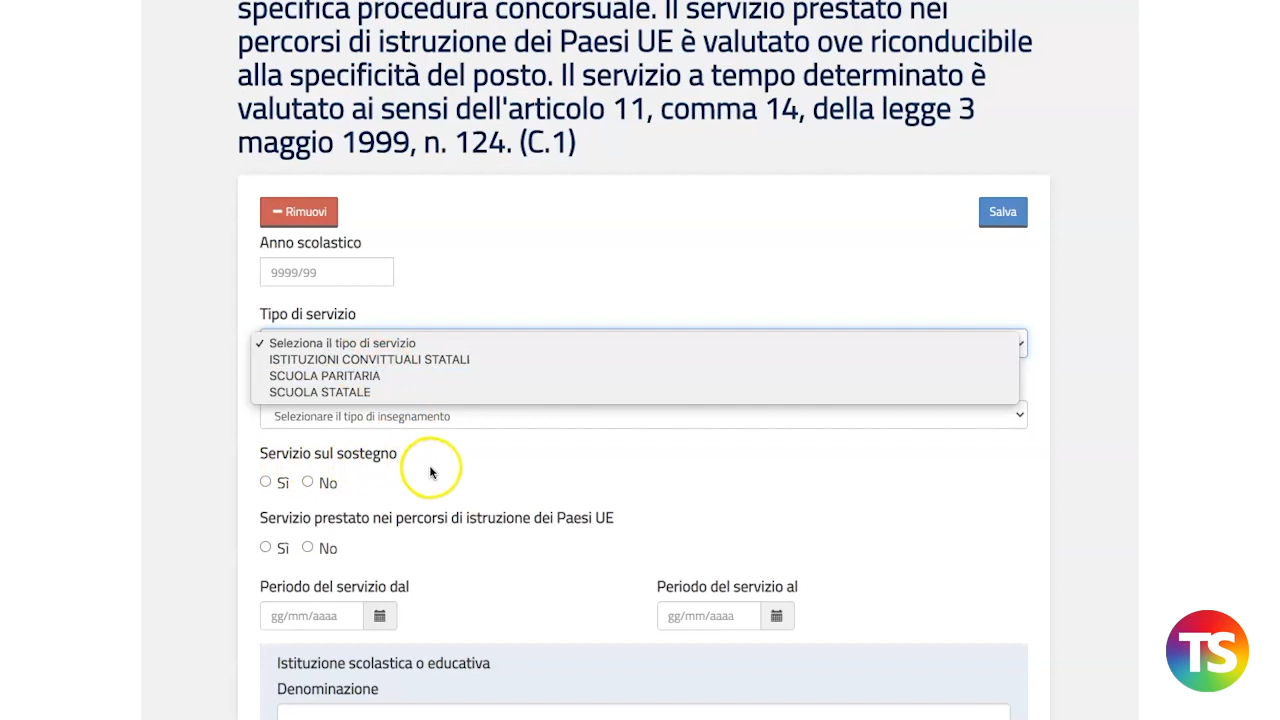 specifica procedura concorsuale. Il servizio prestato nei
percorsi di istruzione dei Paesi UE è valutato ove riconducibile
alla specificità del posto. Il servizio a tempo determinato è
valutato ai sensi dell'articolo 11, comma 14, della legge 3
maggio 1999, n. 124. (C.1)
Rimuovi
Salva
Anno scolastico
9999/99
Tipo di servizio
✓ Seleziona il tipo di servizio
ISTITUZIONI CONVITTUALI STATALI
SCUOLA PARITARIA
SCUOLA STATALE
Selezionare il tipo di insegnamento
Servizio sul sostegno
Sì No
Servizio prestato nei percorsi di istruzione dei Paesi UE
Sì No
Periodo del servizio dal
Periodo del servizio al
gg/mm/aaaa
gg/mm/aaaa
Istituzione scolastica o educativa
Denominazione
TS